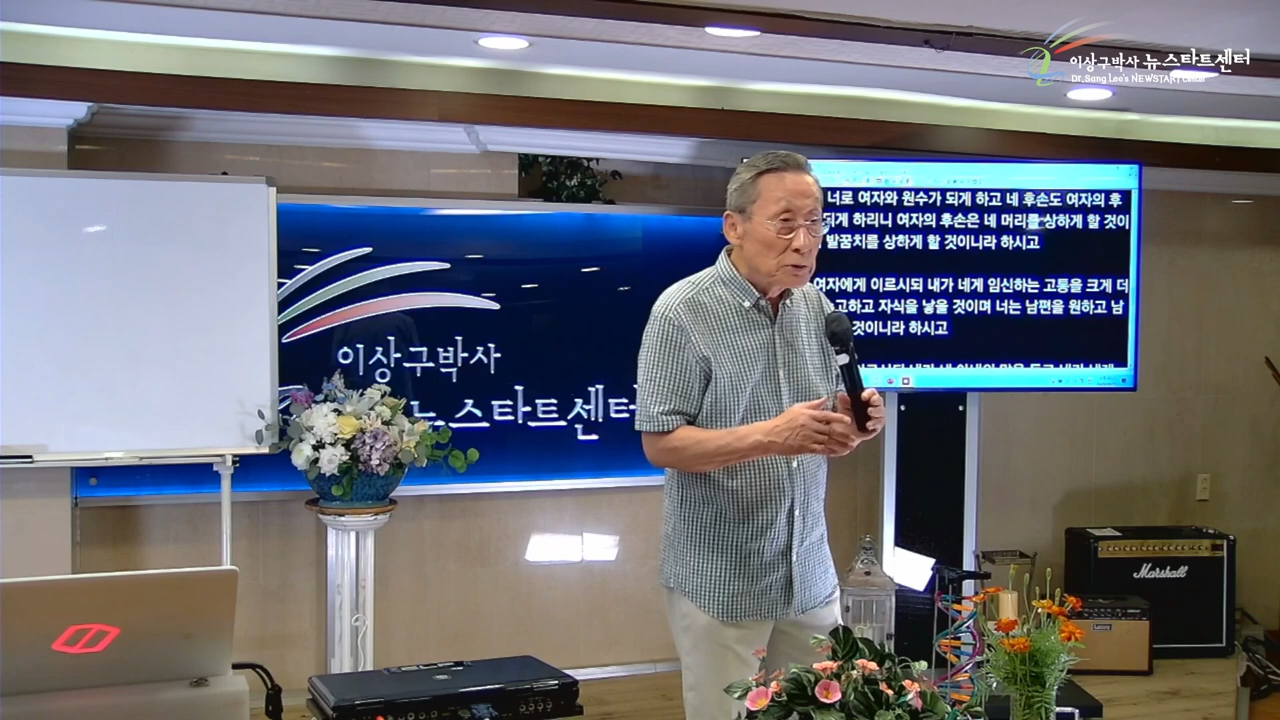 이상구박사 뉴스타트센터
Dr. Sang Lee's NEWSTART Center
너로 여자와 원수가 되게 하고 네 후손도 여자의 후
되게 하리니 여자의 후손은 네 머리를 상하게 할 것이
발꿈치를 상하게 할 것이니라 하시고
여자에게 이르시되 내가 네게 임신하는 고통을 크게 더
고하고 자식을 낳을 것이며 너는 남편을 원하고 남
것이니라 하시고
이상구박사
뉴스타트센터
Marshall
Laney